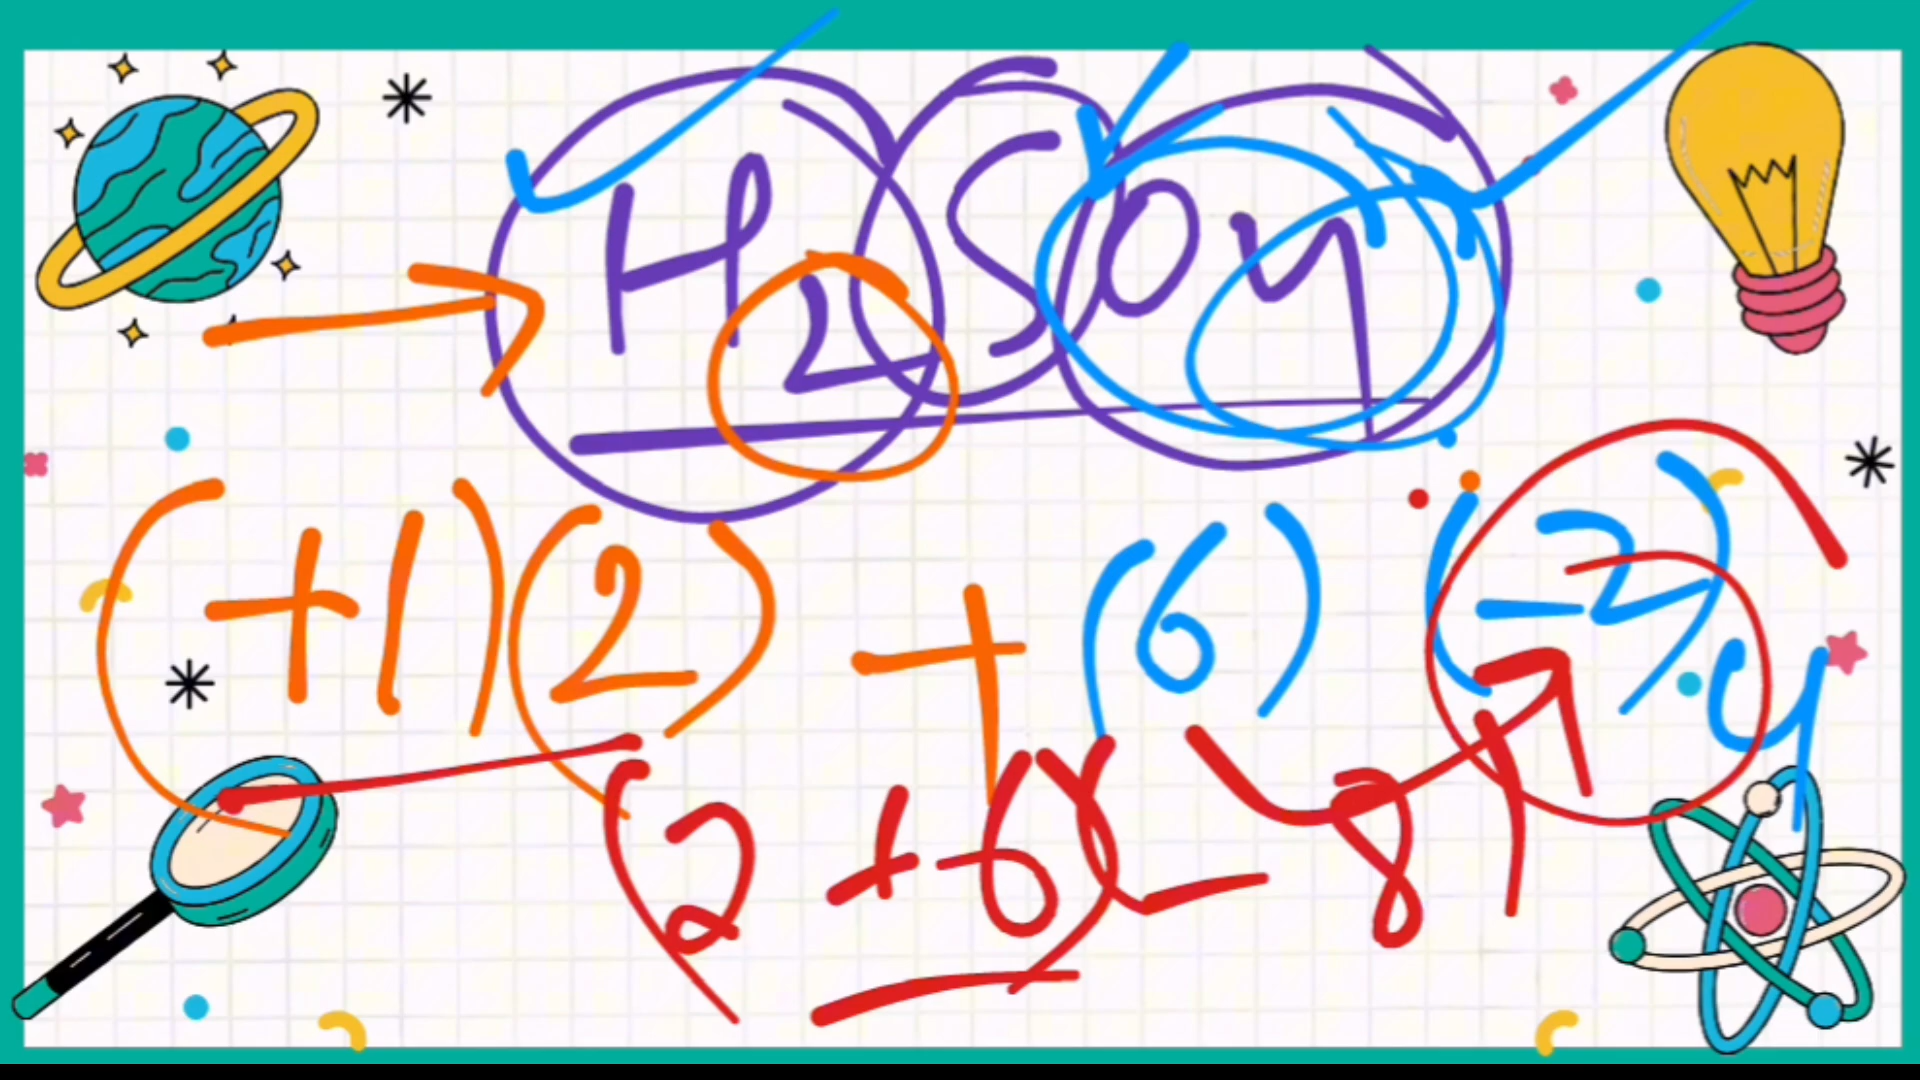 H2SO4
(+1)(2) + (6) (-2)4
(2 + 6) (-8)